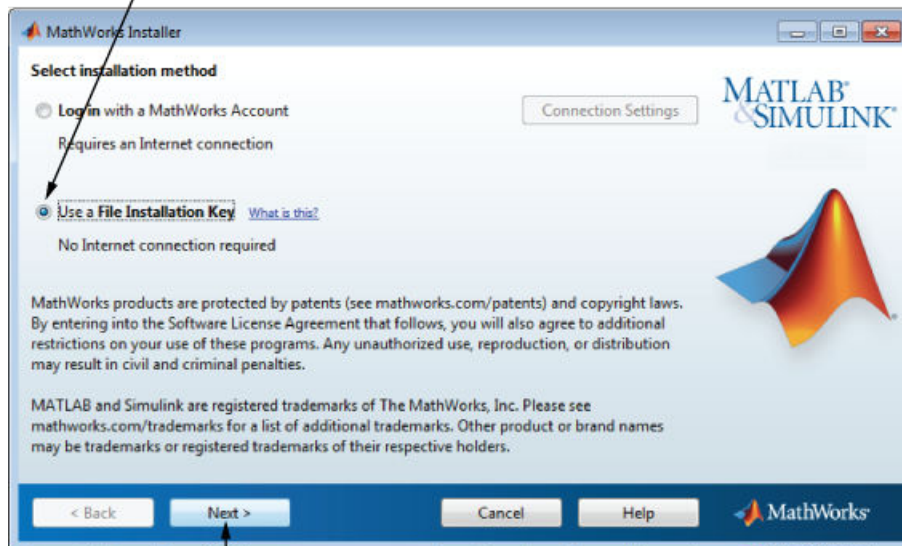 MathWorks Installer
Select installation method
Log in with a MathWorks Account
Connection Settings
Requires an Internet connection
Use a File Installation Key What is this?
No Internet connection required
MATLAB®
&SIMULINK®
MathWorks products are protected by patents (see mathworks.com/patents) and copyright laws.
By entering into the Software License Agreement that follows, you will also agree to additional
restrictions on your use of these programs. Any unauthorized use, reproduction, or distribution
may result in civil and criminal penalties.
MATLAB and Simulink are registered trademarks of The MathWorks, Inc. Please see
mathworks.com/trademarks for a list of additional trademarks. Other product or brand names
may be trademarks or registered trademarks of their respective holders.
< Back Next > Cancel Help MathWorks®